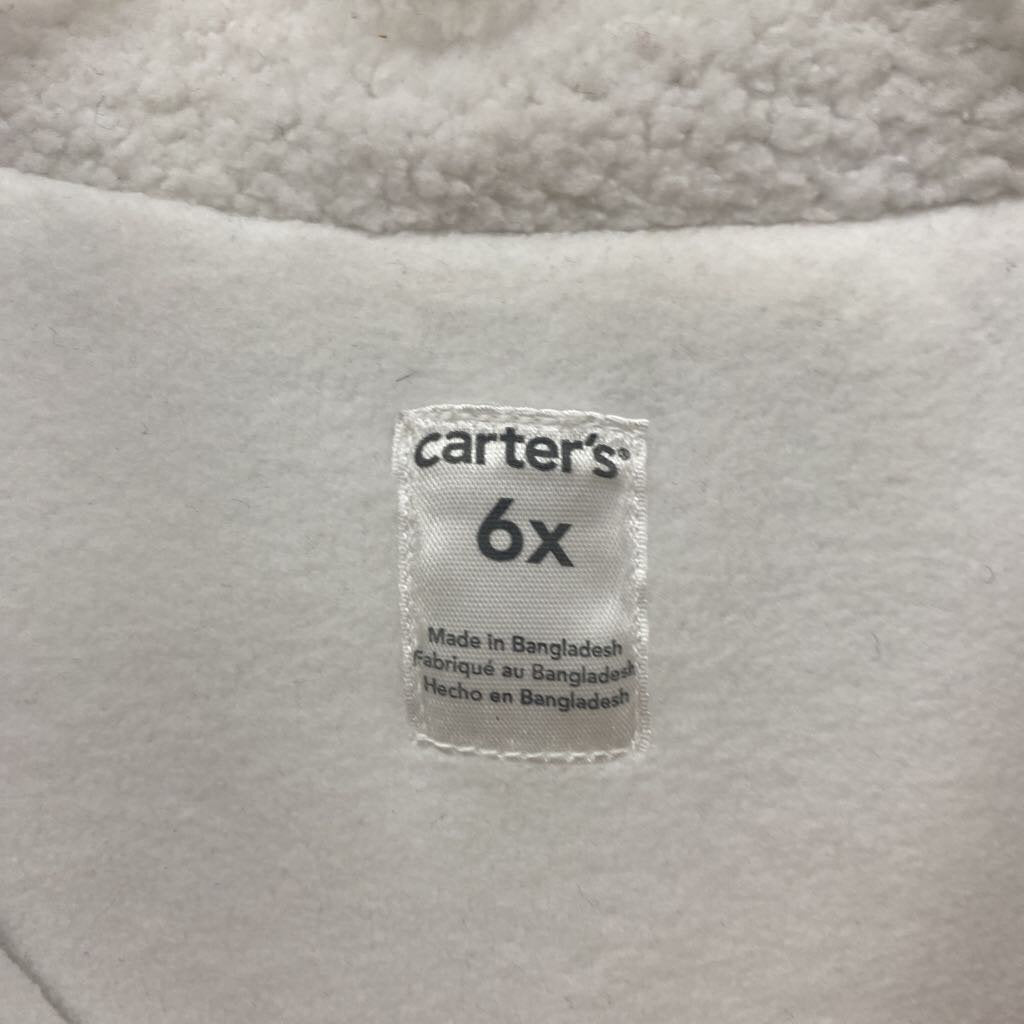 carter's®
6x
Made in Bangladesh
Fabriqué au Bangladesh
Hecho en Bangladesh